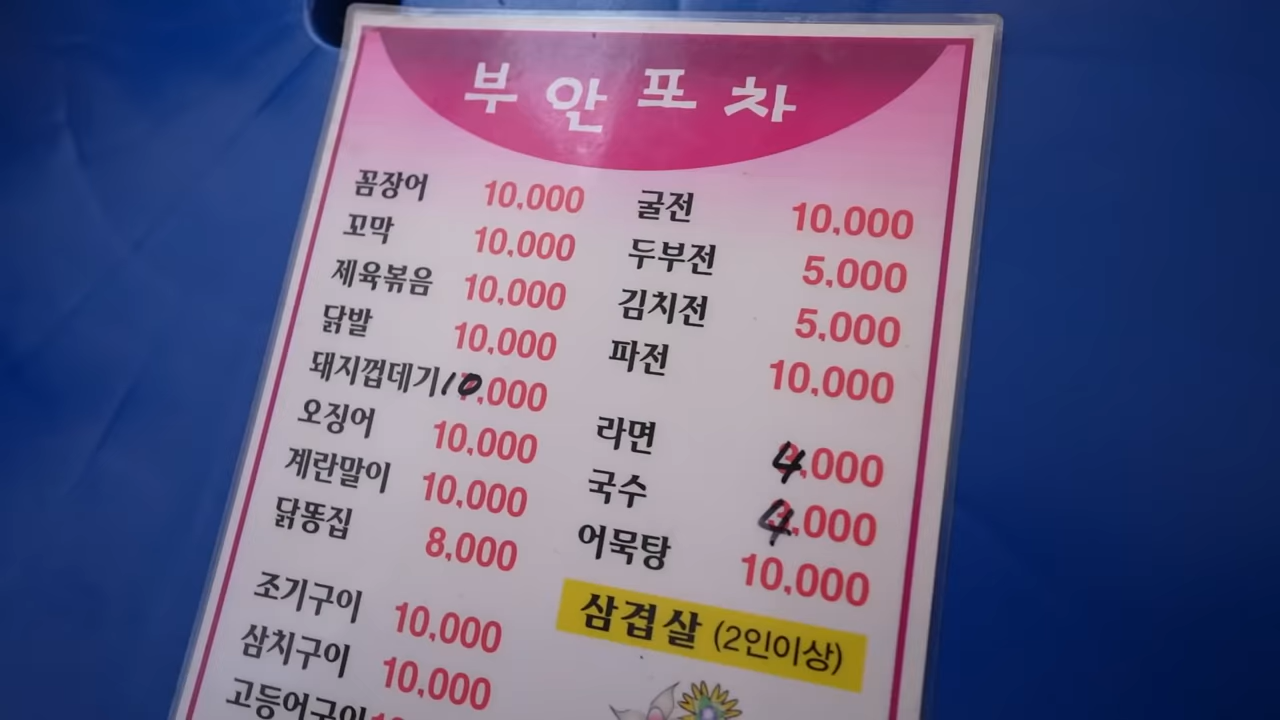 부안포차
꼼장어 10,000
꼬막 10,000
제육볶음 10,000
닭발 10,000
돼지껍데기 10,000
오징어 10,000
계란말이 10,000
닭똥집 8,000
조기구이 10,000
삼치구이 10,000
고등어구이
굴전 10,000
두부전 5,000
김치전 5,000
파전 10,000
라면 4,000
국수 4,000
어묵탕 10,000
삼겹살 (2인이상)